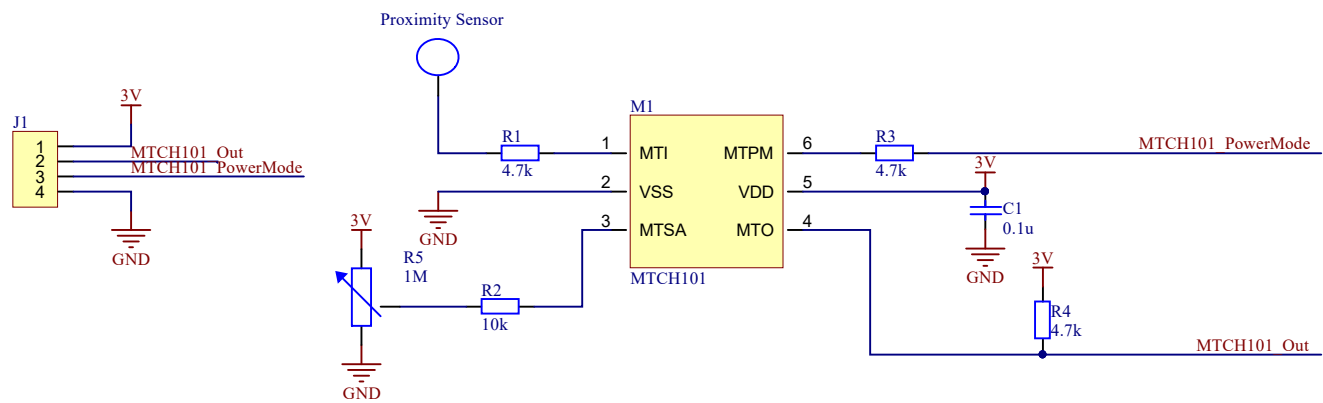 Proximity Sensor
J1
3V
1
2
3
4
MTCH101_Out
MTCH101_PowerMode
GND
R1
4.7k
GND
3V
R5
1M
GND
R2
10k
M1
1
2
3
MTI
VSS
MTSA
MTPM
VDD
MTO
6
5
4
MTCH101
R3
4.7k
MTCH101_PowerMode
3V
C1
0.1u
GND
3V
R4
4.7k
MTCH101_Out